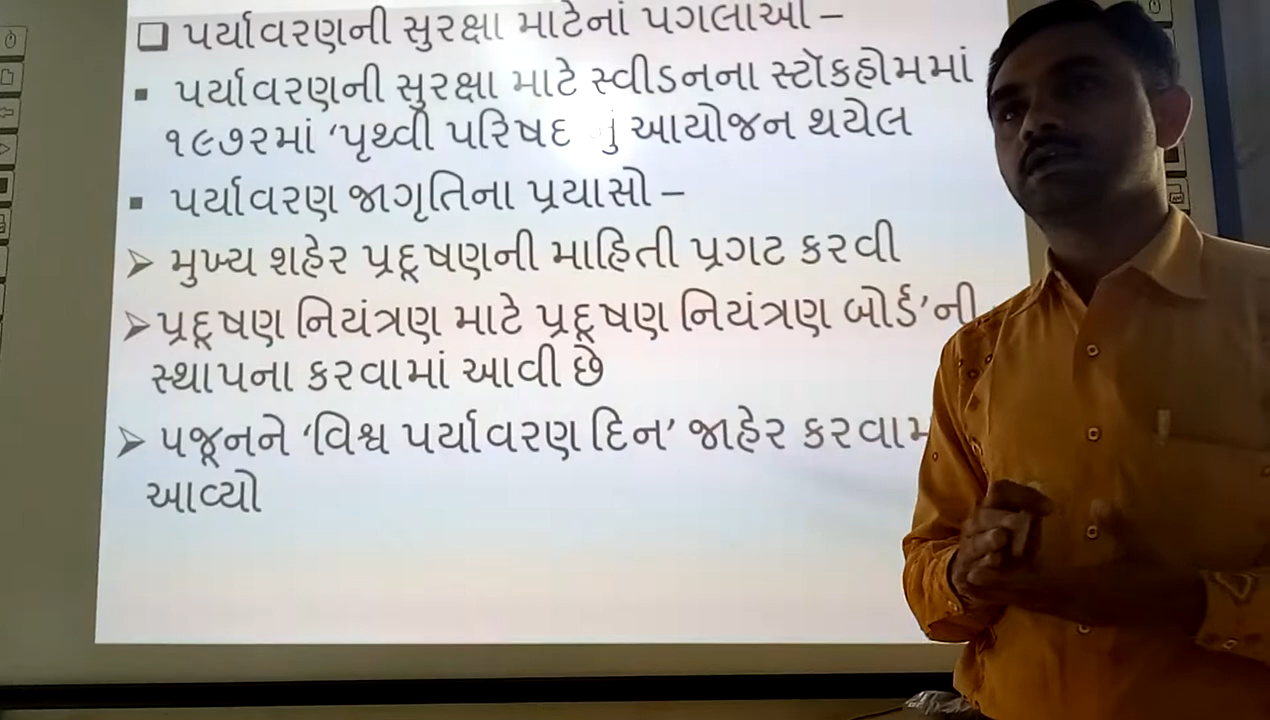 ❑ પર્યાવરણની સુરક્ષા માટેનાં પગલાઓ –
▪ પર્યાવરણની સુરક્ષા માટે સ્વીડનના સ્ટૉકહોમમાં
૧૯૭૨માં ‘પૃથ્વી પરિષદ નું આયોજન થયેલ
▪ પર્યાવરણ જાગૃતિના પ્રયાસો –
➢ મુખ્ય શહેર પ્રદૂષણની માહિતી પ્રગટ કરવી
➢ પ્રદૂષણ નિયંત્રણ માટે પ્રદૂષણ નિયંત્રણ બોર્ડ’ની
સ્થાપના કરવામાં આવી છે
➢ ૫જૂનને ‘વિશ્વ પર્યાવરણ દિન’ જાહેર
આવ્યો